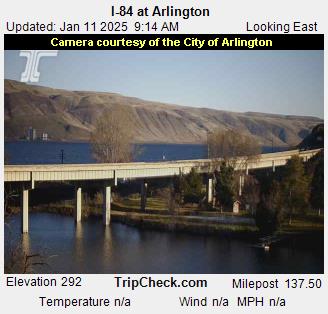 I-84 at Arlington
Updated: Jan 11 2025 9:14 AM Looking East
Camera courtesy of the City of Arlington
Elevation 292 TripCheck.com Milepost 137.50
Temperature n/a Wind n/a MPH n/a